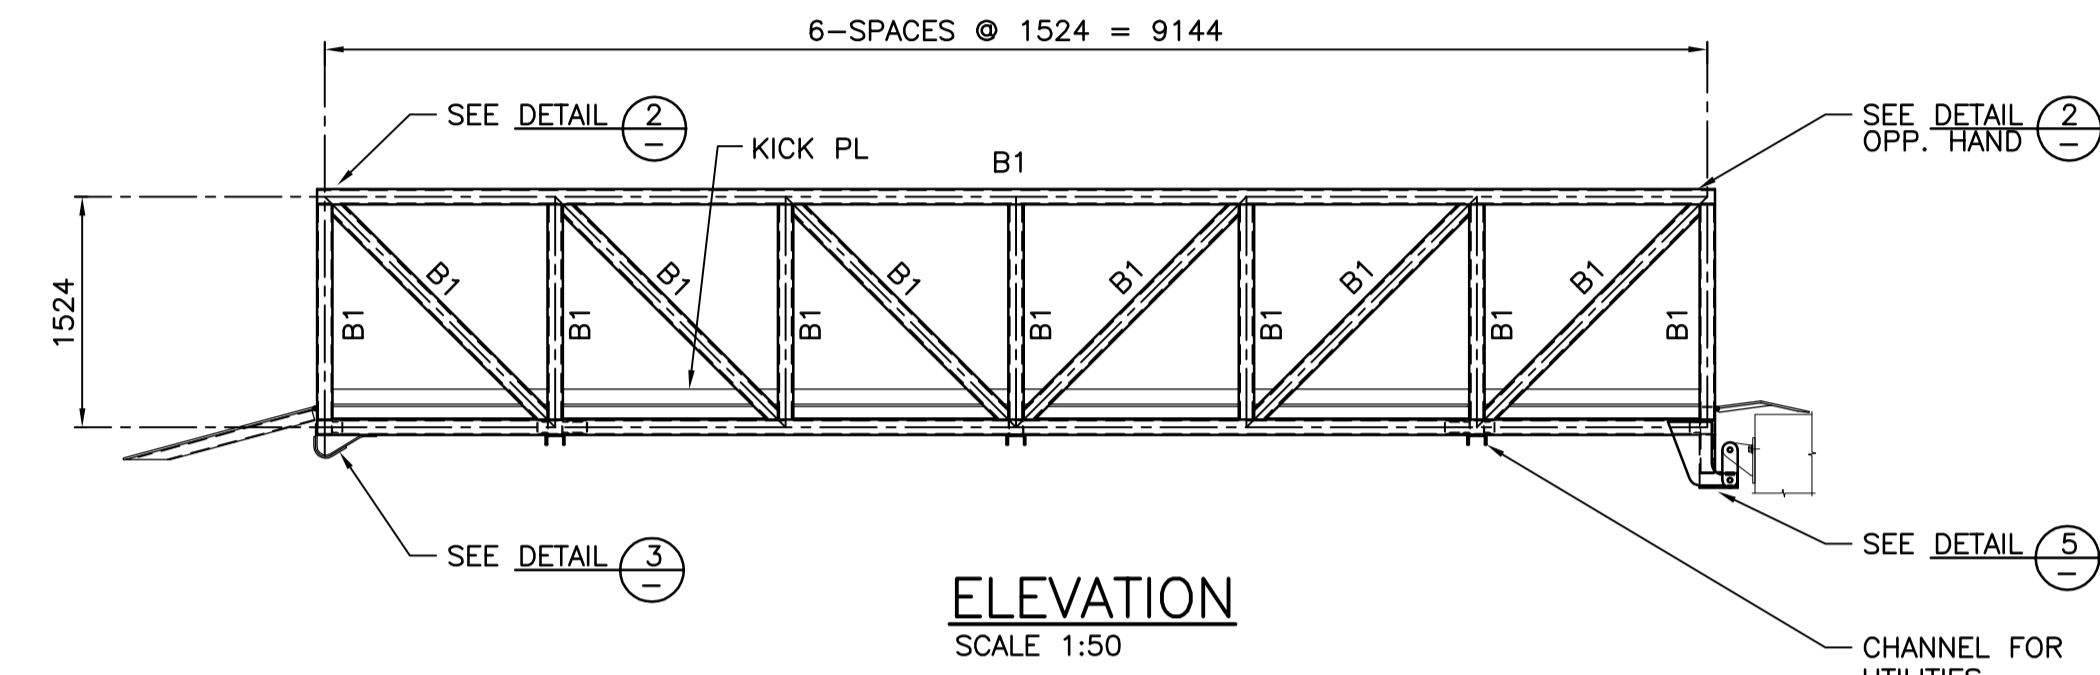 6-SPACES @ 1524 = 9144
SEE DETAIL 2
-
KICK PL
B1
SEE DETAIL 2
OPP. HAND -
1524
B1
B1
B1
B1
B1
B1
B1
B1
B1
B1
B1
B1
B1
SEE DETAIL 3
-
SEE DETAIL 5
-
ELEVATION
SCALE 1:50
CHANNEL FOR
UTILITIES